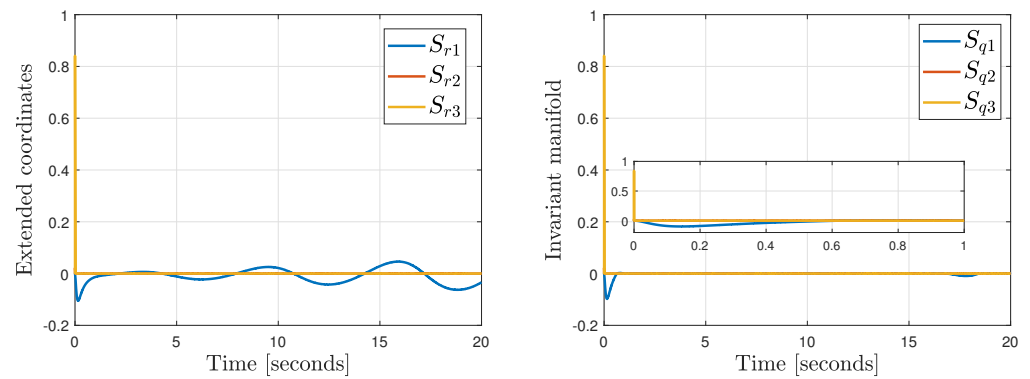 Extended coordinates
1
0.8
0.6
0.4
0.2
0
-0.2
S_{r1}
S_{r2}
S_{r3}
0 5 10 15 20
Time [seconds]
Invariant manifold
1
0.8
0.6
0.4
0.2
0
-0.2
S_{q1}
S_{q2}
S_{q3}
1
0.5
0
0 0.2 0.4 0.6 0.8 1
0 5 10 15 20
Time [seconds]